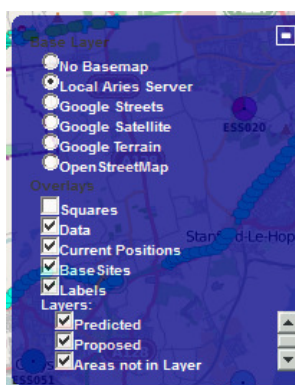 Base Layer
No Basemap
Local Aries Server
Google Streets
Google Satellite
Google Terrain
OpenStreetMap
ESS020
Overlays
Squares
Data
Current Positions
Base Sites
Labels
Layers:
Predicted
Proposed
Areas not in Layer
ESS051